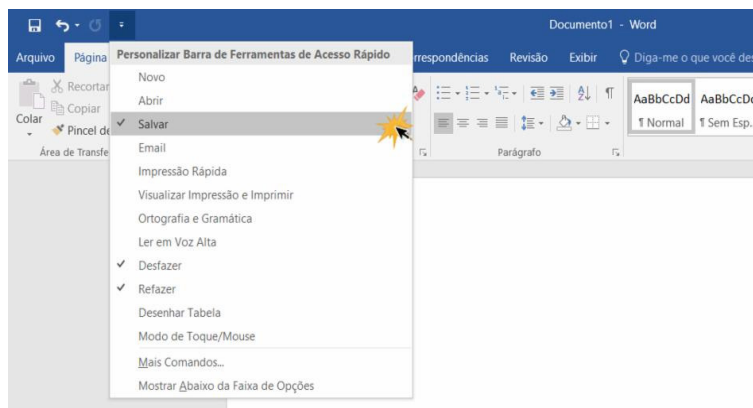 Documento1 - Word
Arquivo Página
rrespondências Revisão Exibir Diga-me o que você des
Personalizar Barra de Ferramentas de Acesso Rápido
Novo
Abrir
Salvar
Email
Impressão Rápida
Visualizar Impressão e Imprimir
Ortografia e Gramática
Ler em Voz Alta
Desfazer
Refazer
Desenhar Tabela
Modo de Toque/Mouse
Mais Comandos...
Mostrar Abaixo da Faixa de Opções
Colar
Recortar
Copiar
Pincel de
Área de Transfe
Parágrafo
AaBbCcDd AaBbCcDd
¶ Normal ¶ Sem Esp.